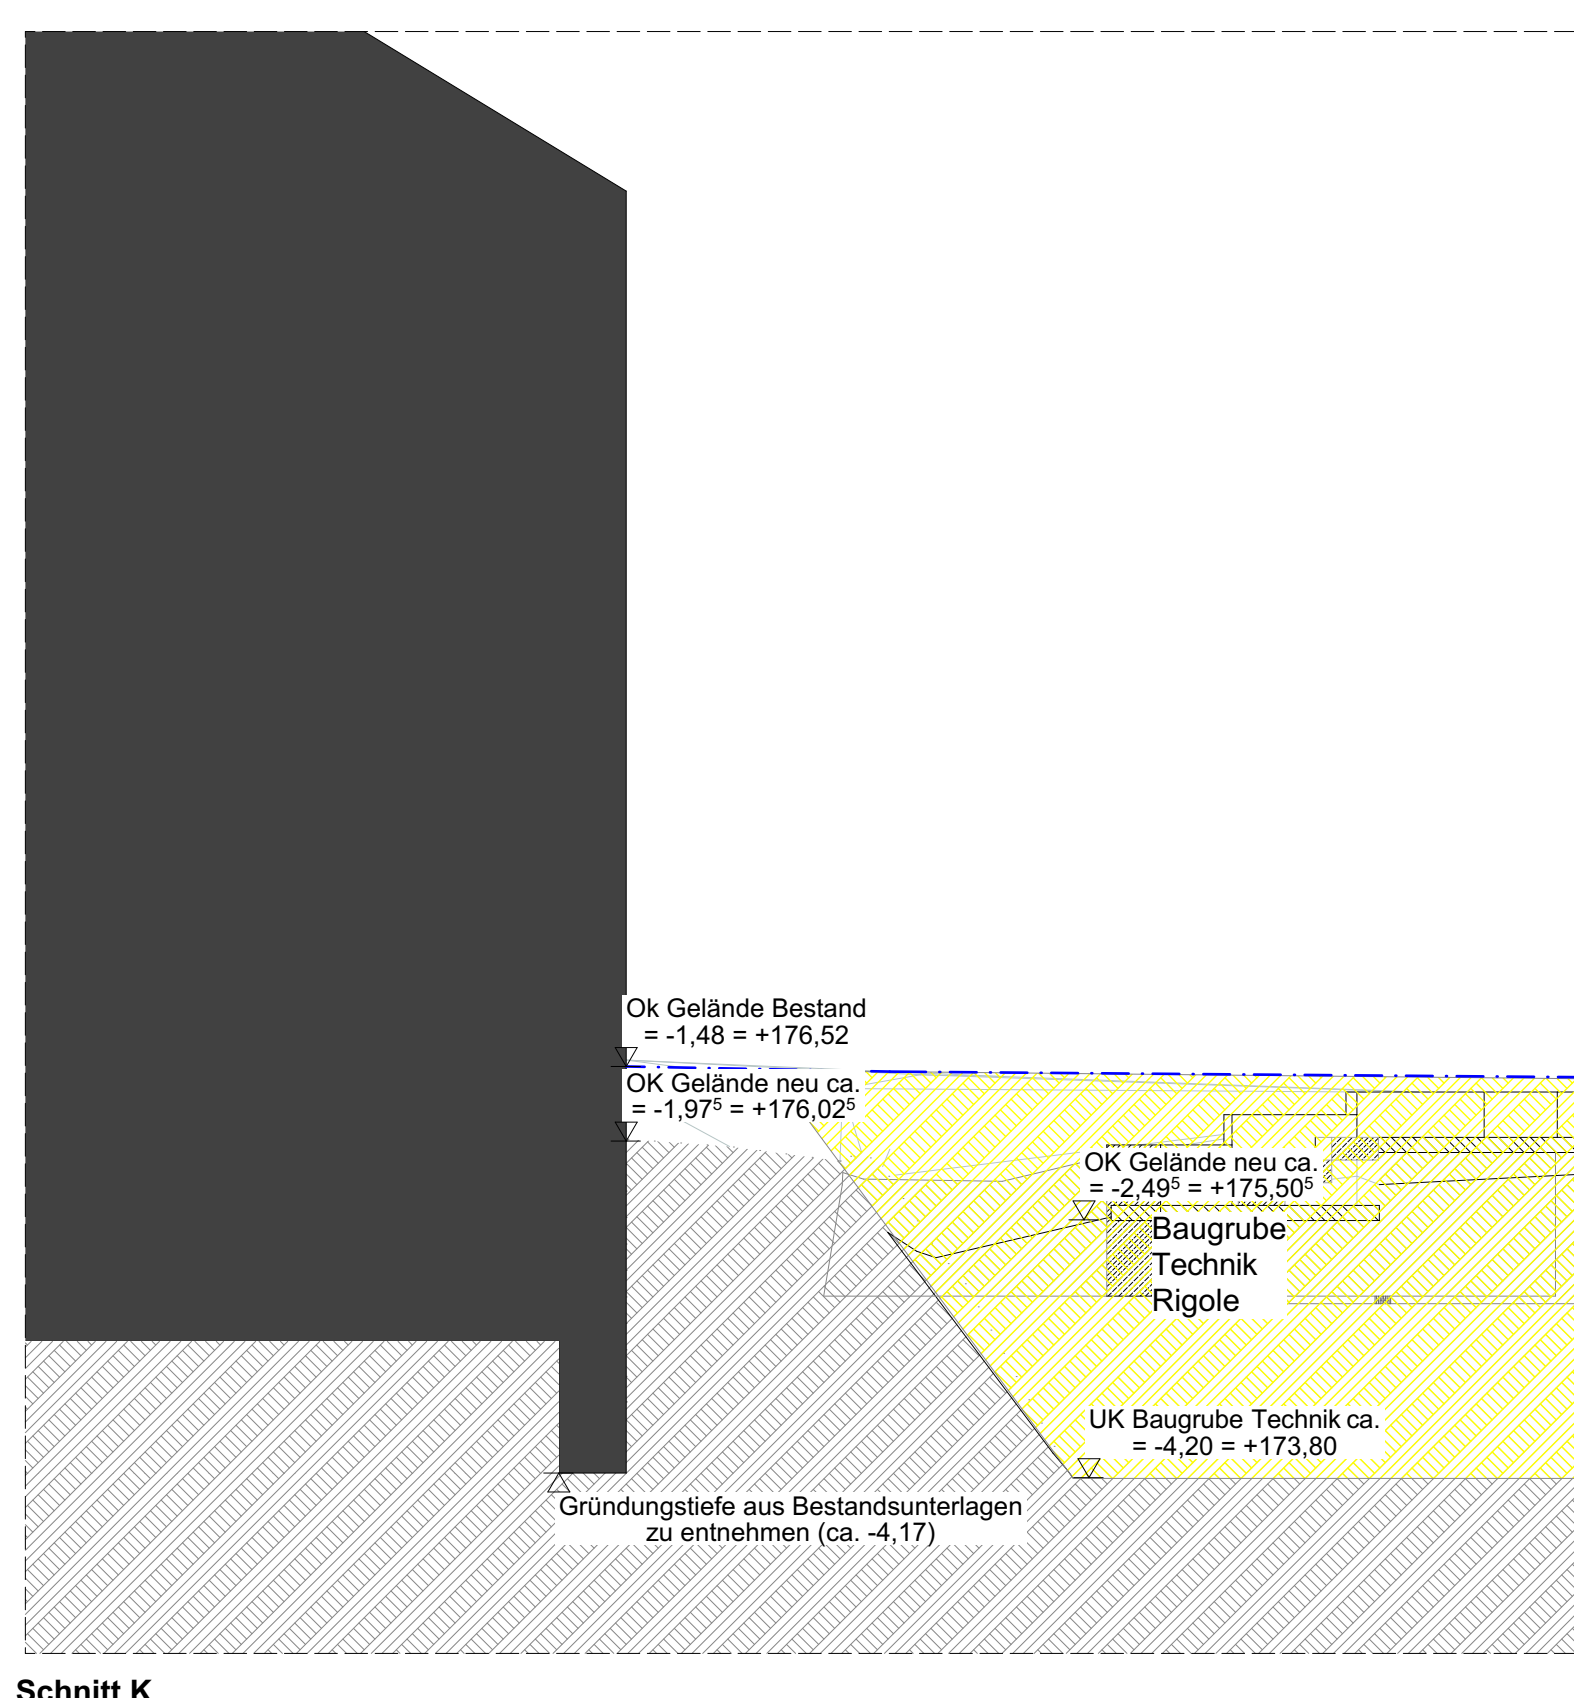 Ok Gelände Bestand
= -1,48 = +176,52
OK Gelände neu ca.
= -1,97⁵ = +176,02⁵
OK Gelände neu ca.
= -2,49⁵ = +175,50⁵
Baugrube
Technik
Rigole
UK Baugrube Technik ca.
= -4,20 = +173,80
Gründungstiefe aus Bestandsunterlagen
zu entnehmen (ca. -4,17)
Schnitt K